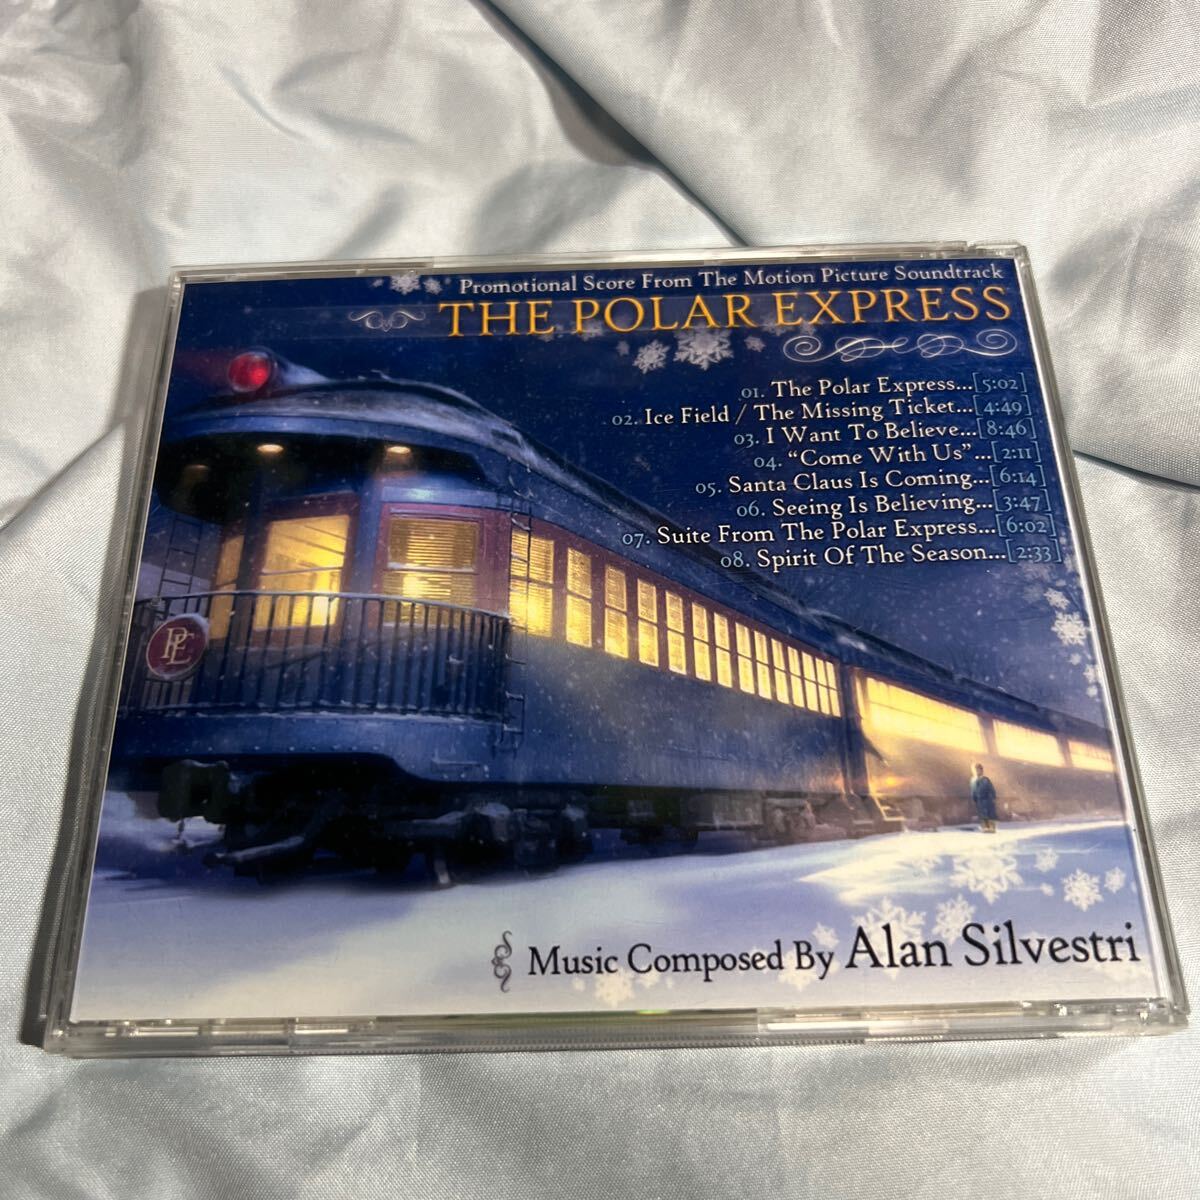 Promotional Score From The Motion Picture Soundtrack
THE POLAR EXPRESS
01. The Polar Express...[5:02]
02. Ice Field / The Missing Ticket...[4:49]
03. I Want To Believe...[8:46]
04. “Come With Us”...[2:11]
05. Santa Claus Is Coming...[6:14]
06. Seeing Is Believing...[3:47]
07. Suite From The Polar Express...[6:02]
08. Spirit Of The Season...[2:33]
PE
Music Composed By Alan Silvestri